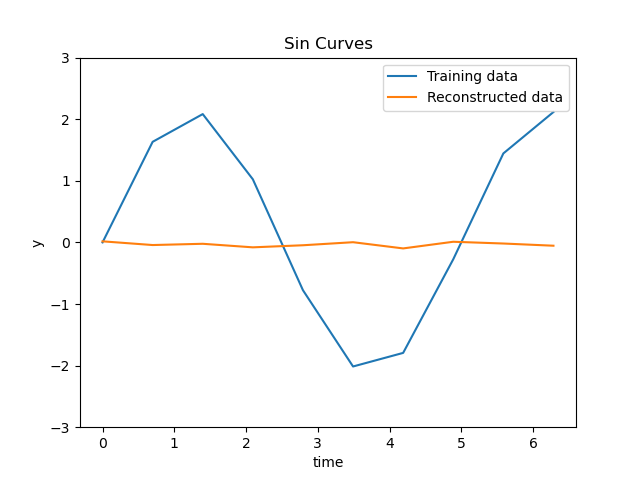 Sin Curves
Training data
Reconstructed data
3
2
1
0
−1
−2
−3
y
0 1 2 3 4 5 6
time